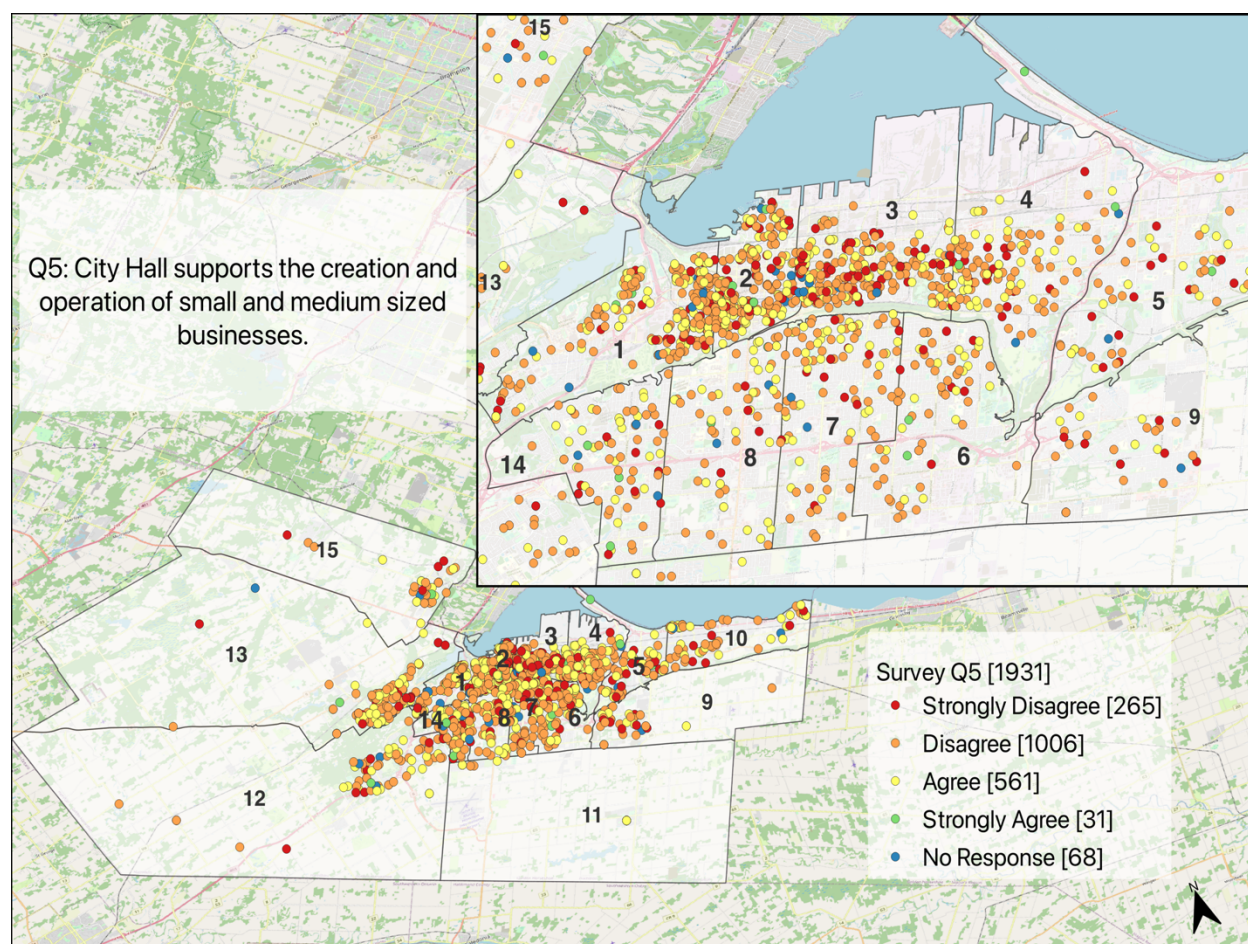 Q5: City Hall supports the creation and
operation of small and medium sized
businesses.
15
13
3
4
2
1
5
9
14
8
7
6
15
13
3
4
10
2
1
5
14
7
8
6
9
12
11
Survey Q5 [1931]
Strongly Disagree [265]
Disagree [1006]
Agree [561]
Strongly Agree [31]
No Response [68]
N